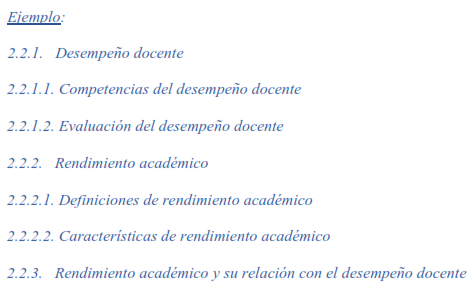 Ejemplo:
2.2.1. Desempeño docente
2.2.1.1. Competencias del desempeño docente
2.2.1.2. Evaluación del desempeño docente
2.2.2. Rendimiento académico
2.2.2.1. Definiciones de rendimiento académico
2.2.2.2. Características de rendimiento académico
2.2.3. Rendimiento académico y su relación con el desempeño docente